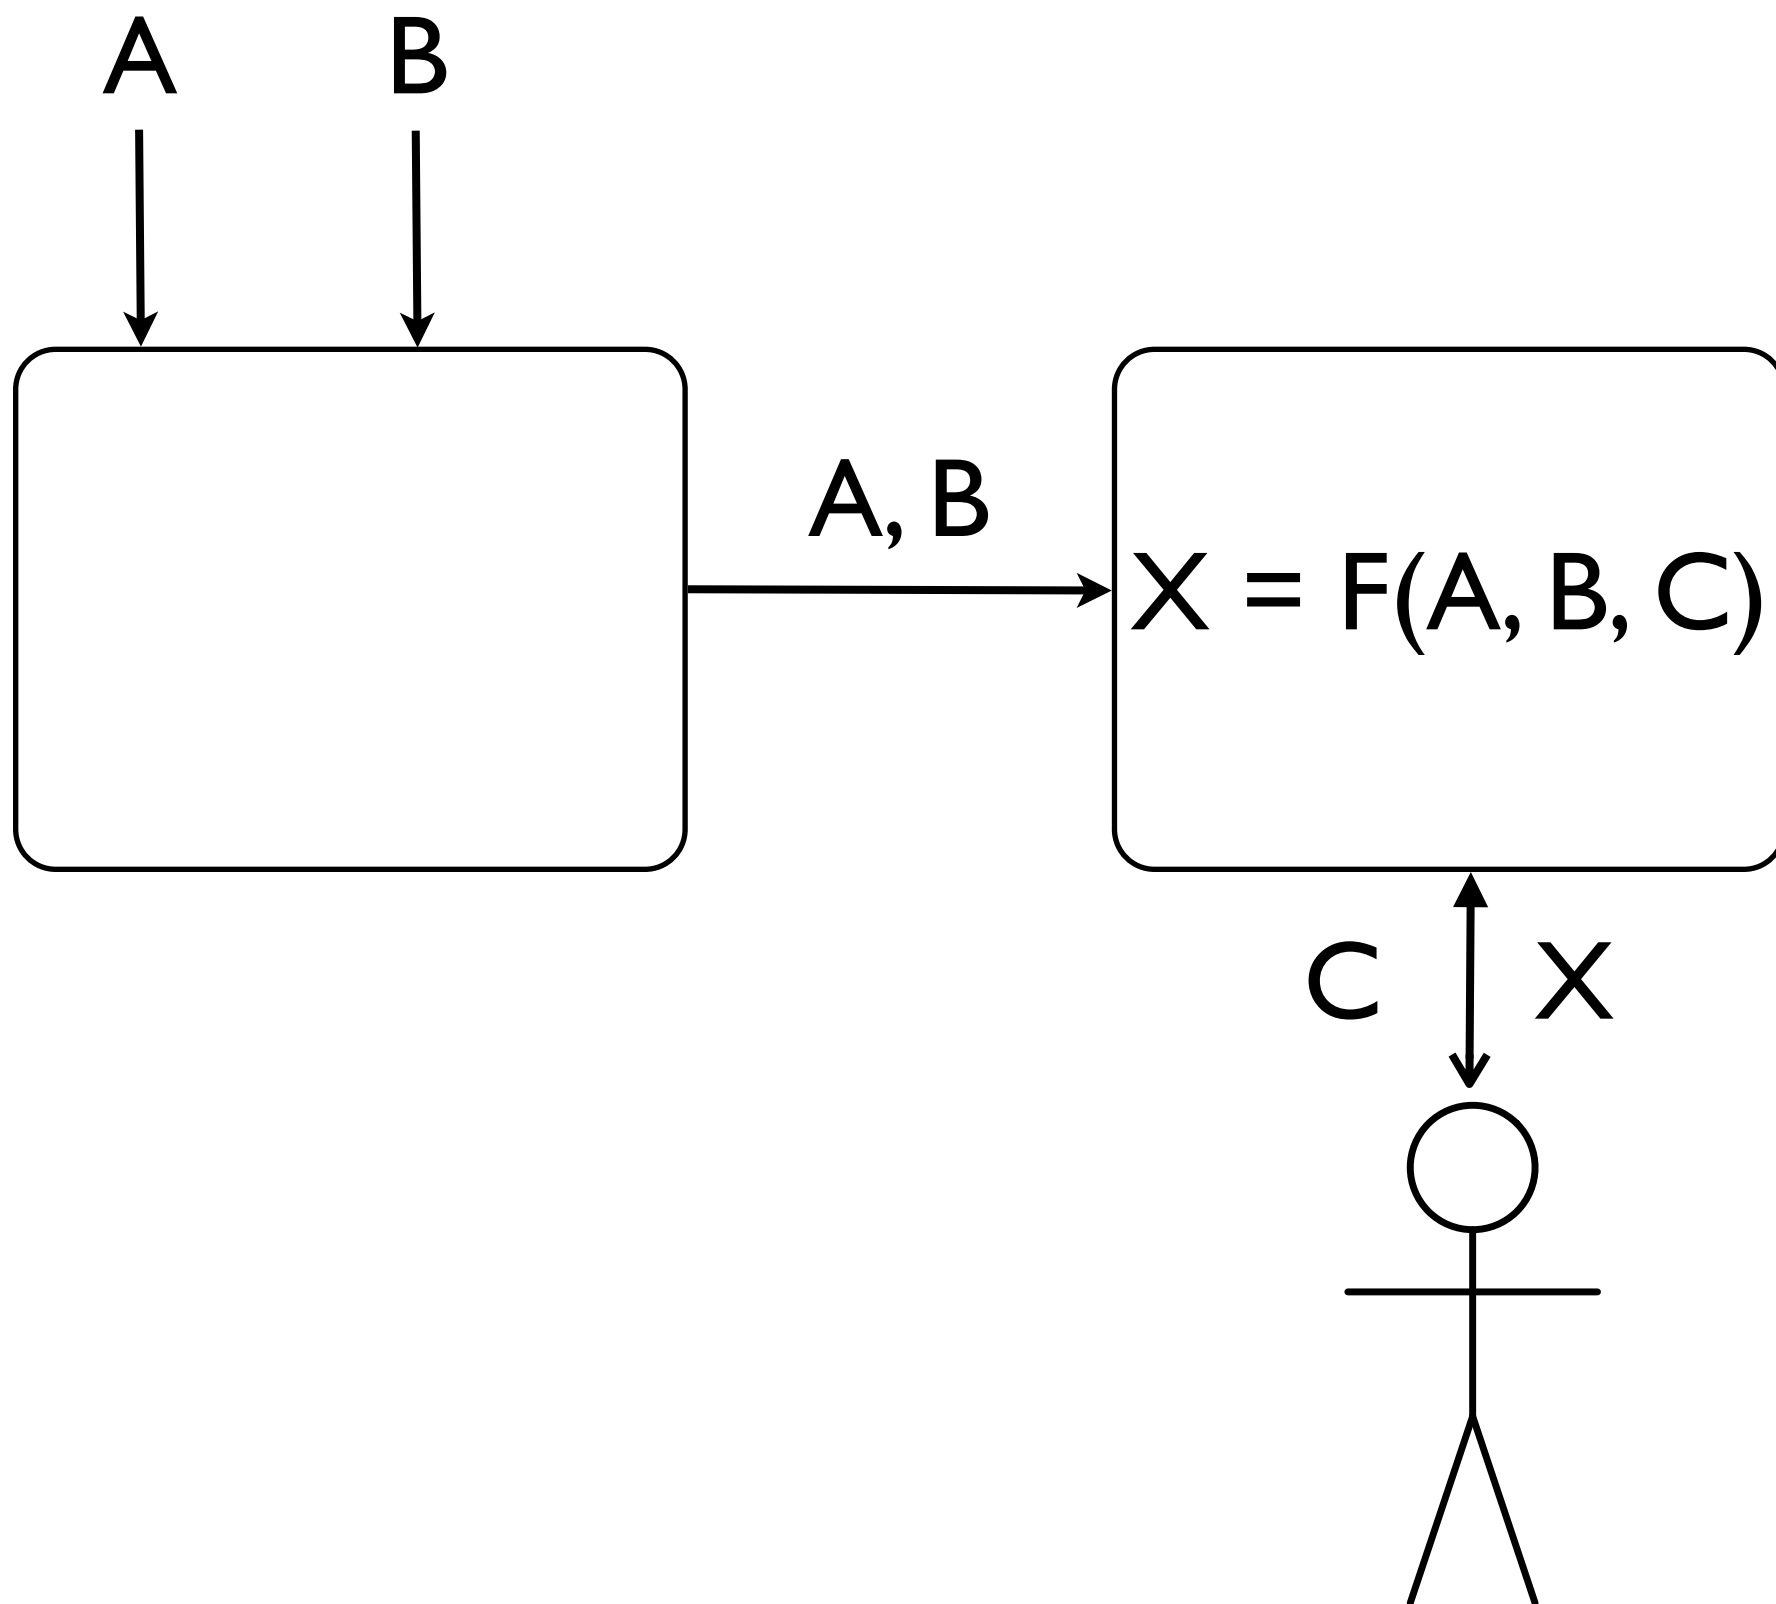 A
B
A, B
X = F(A, B, C)
C
X